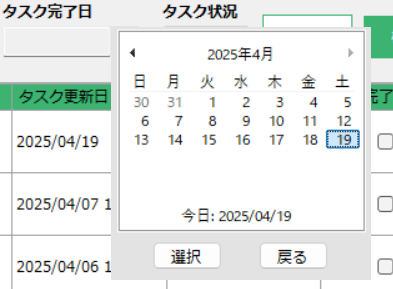 タスク完了日 タスク状況
2025年4月
日 月 火 水 木 金 土
30 31 1 2 3 4 5
タスク更新日 完了
6 7 8 9 10 11 12
2025/04/19
13 14 15 16 17 18 19
2025/04/07 1
今日: 2025/04/19
選択 戻る
2025/04/06 1